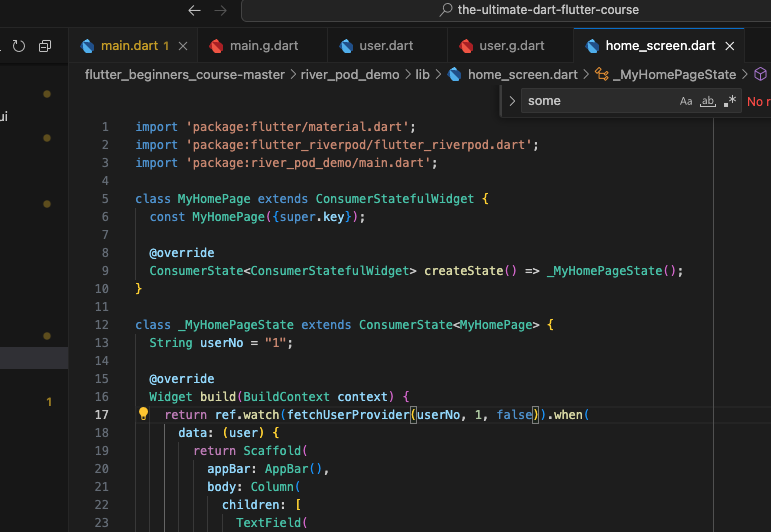 the-ultimate-dart-flutter-course
main.dart 1
main.g.dart
user.dart
user.g.dart
home_screen.dart
flutter_beginners_course-master > river_pod_demo > lib > home_screen.dart > _MyHomePageState >
some Aa ab .* No r
ui
1 import 'package:flutter/material.dart';
2 import 'package:flutter_riverpod/flutter_riverpod.dart';
3 import 'package:river_pod_demo/main.dart';
4
5 class MyHomePage extends ConsumerStatefulWidget {
6 const MyHomePage({super.key});
7
8 @override
9 ConsumerState<ConsumerStatefulWidget> createState() => _MyHomePageState();
10 }
11
12 class _MyHomePageState extends ConsumerState<MyHomePage> {
13 String userNo = "1";
14
15 @override
16 Widget build(BuildContext context) {
1
17 return ref.watch(fetchUserProvider(userNo, 1, false)).when(
18 data: (user) {
19 return Scaffold(
20 appBar: AppBar(),
21 body: Column(
22 children: [
23 TextField(